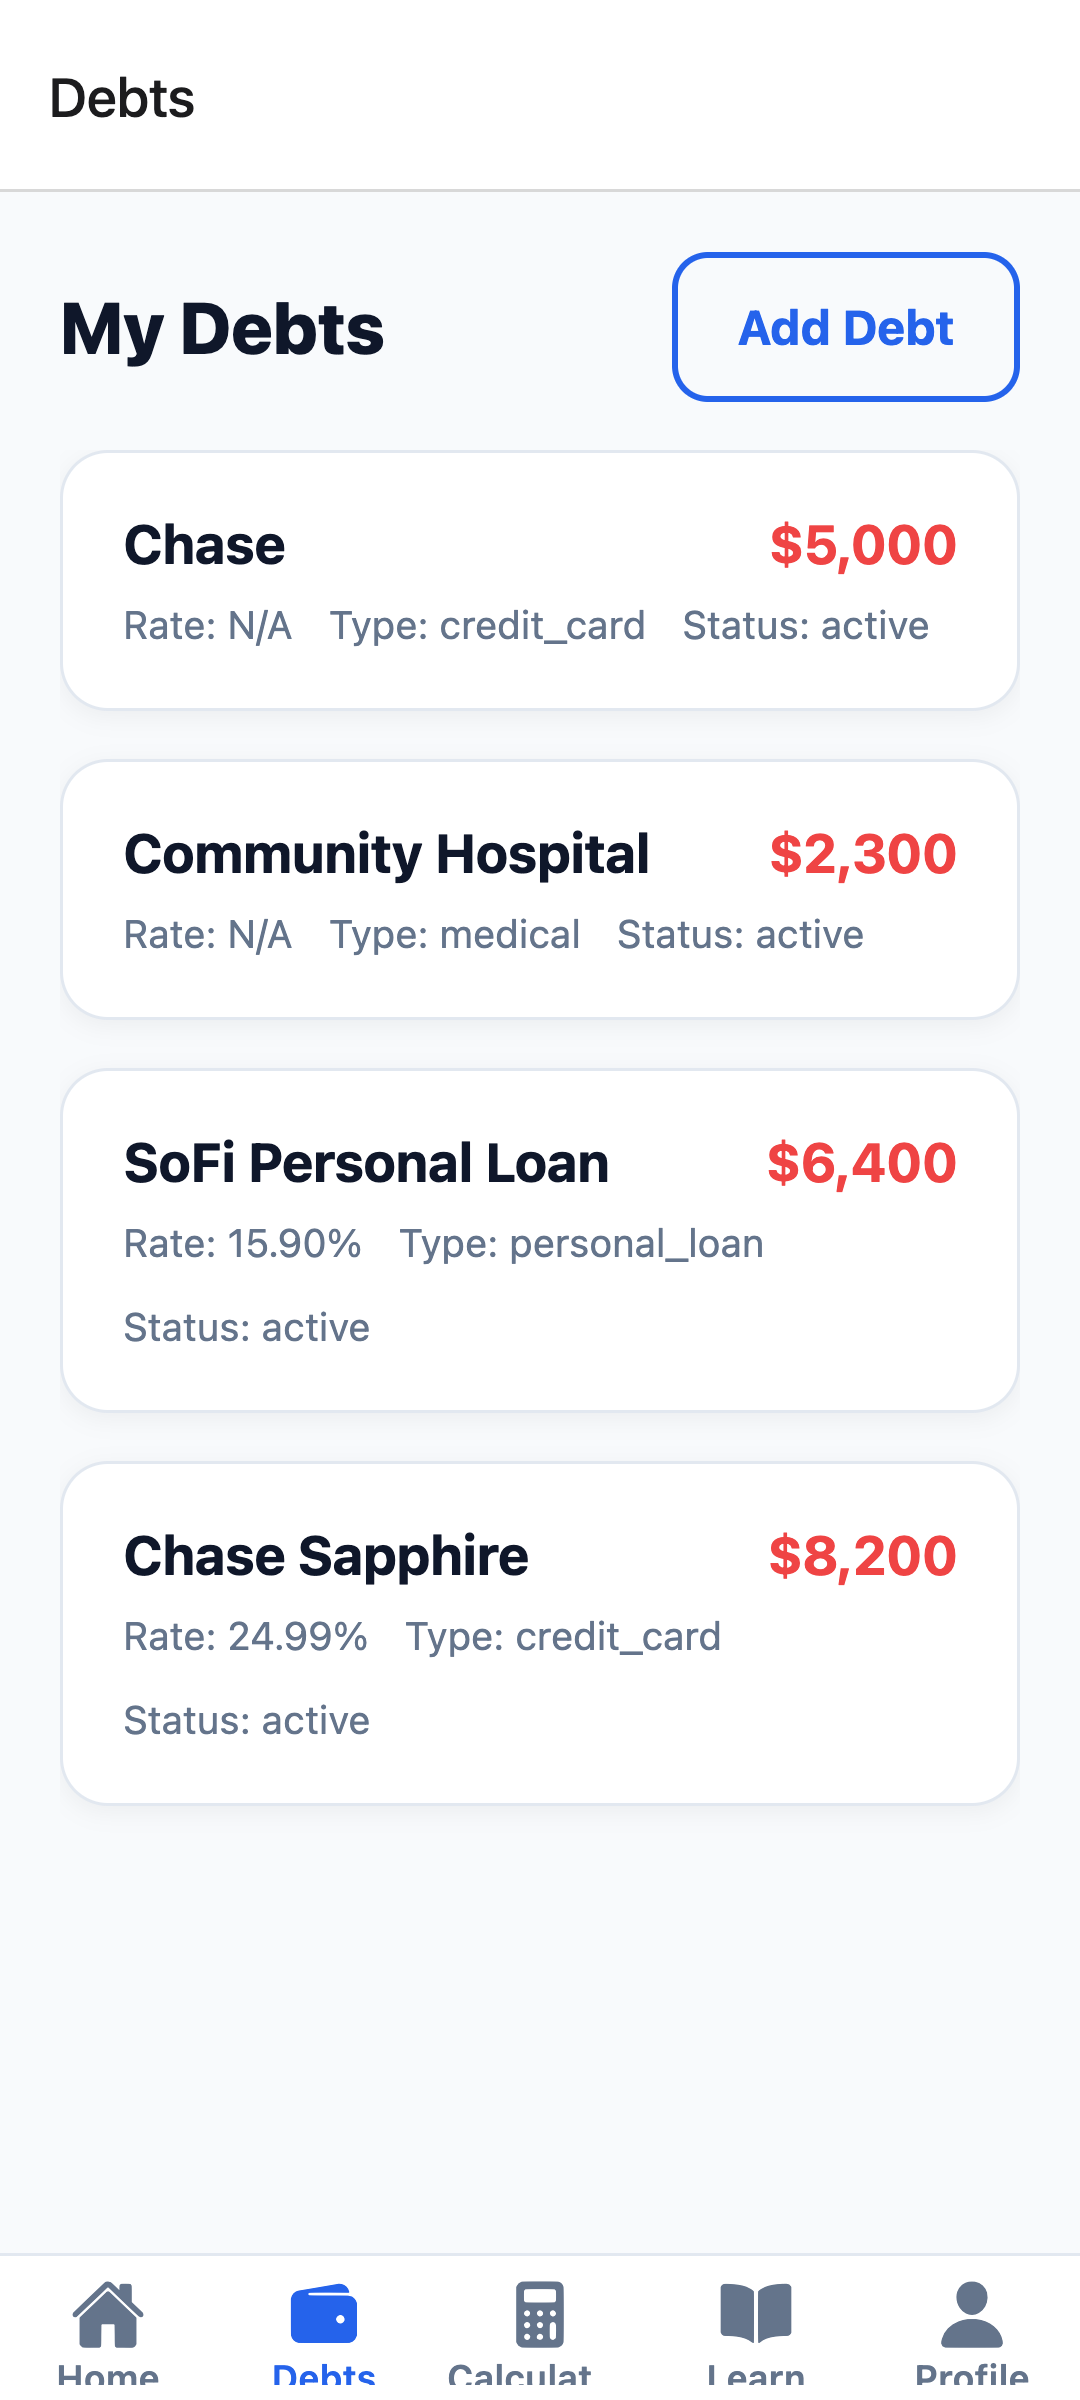 Debts
My Debts
Add Debt
Chase
$5,000
Rate: N/A Type: credit_card Status: active
Community Hospital
$2,300
Rate: N/A Type: medical Status: active
SoFi Personal Loan
$6,400
Rate: 15.90% Type: personal_loan
Status: active
Chase Sapphire
$8,200
Rate: 24.99% Type: credit_card
Status: active
Home Debts Calculat Learn Profile